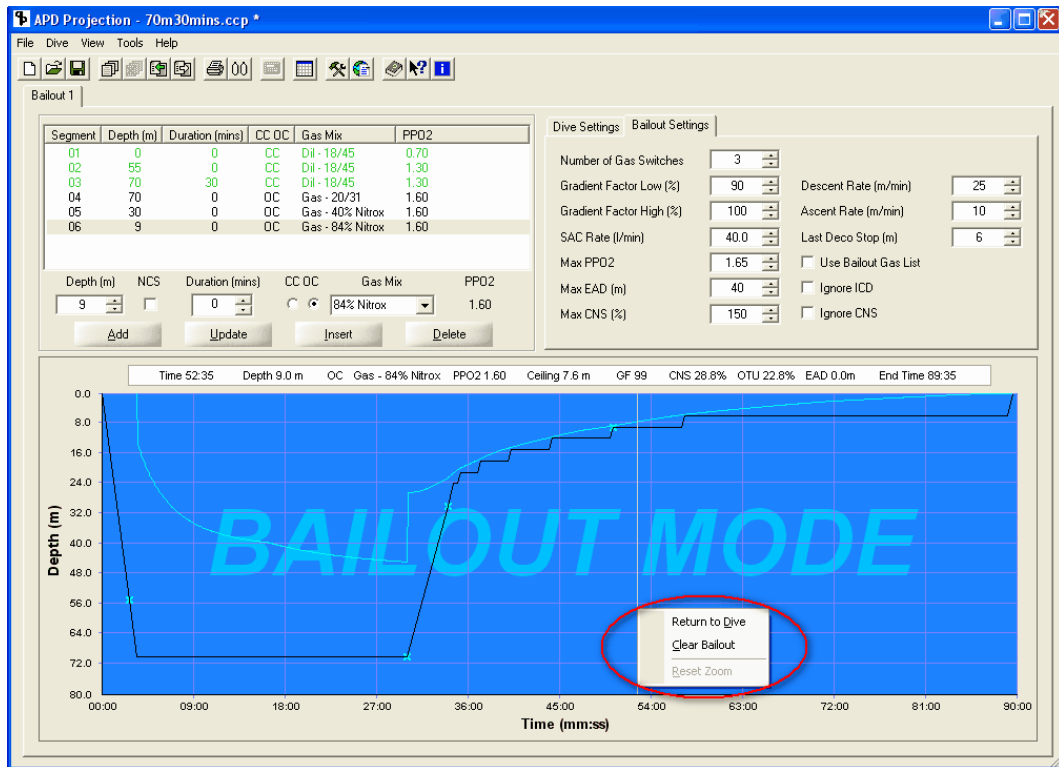 APD Projection - 70m30mins.ccp *
File Dive View Tools Help
Bailout 1
Segment Depth (m) Duration (mins) CC OC Gas Mix PPO2
01 0 0 CC Dil - 18/45 0.70
02 55 0 CC Dil - 18/45 1.30
03 70 30 CC Dil - 18/45 1.30
04 70 0 OC Gas - 20/31 1.60
05 30 0 OC Gas - 40% Nitrox 1.60
06 9 0 OC Gas - 84% Nitrox 1.60
Depth (m) NCS Duration (mins) CC OC Gas Mix PPO2
9 0 84% Nitrox 1.60
Add Update Insert Delete
Dive Settings Bailout Settings
Number of Gas Switches 3
Gradient Factor Low (%) 90 Descent Rate (m/min) 25
Gradient Factor High (%) 100 Ascent Rate (m/min) 10
SAC Rate (l/min) 40.0 Last Deco Stop (m) 6
Max PPO2 1.65 Use Bailout Gas List
Max EAD (m) 40 Ignore ICD
Max CNS (%) 150 Ignore CNS
Time 52:35 Depth 9.0 m OC Gas - 84% Nitrox PPO2 1.60 Ceiling 7.6 m GF 99 CNS 28.8% OTU 22.8% EAD 0.0m End Time 89:35
0.0
8.0
16.0
24.0
32.0
40.0
48.0
56.0
64.0
72.0
80.0
Depth (m)
BAILOUT MODE
Return to Dive
Clear Bailout
Reset Zoom
00:00 09:00 18:00 27:00 36:00 45:00 54:00 63:00 72:00 81:00 90:00
Time (mm:ss)